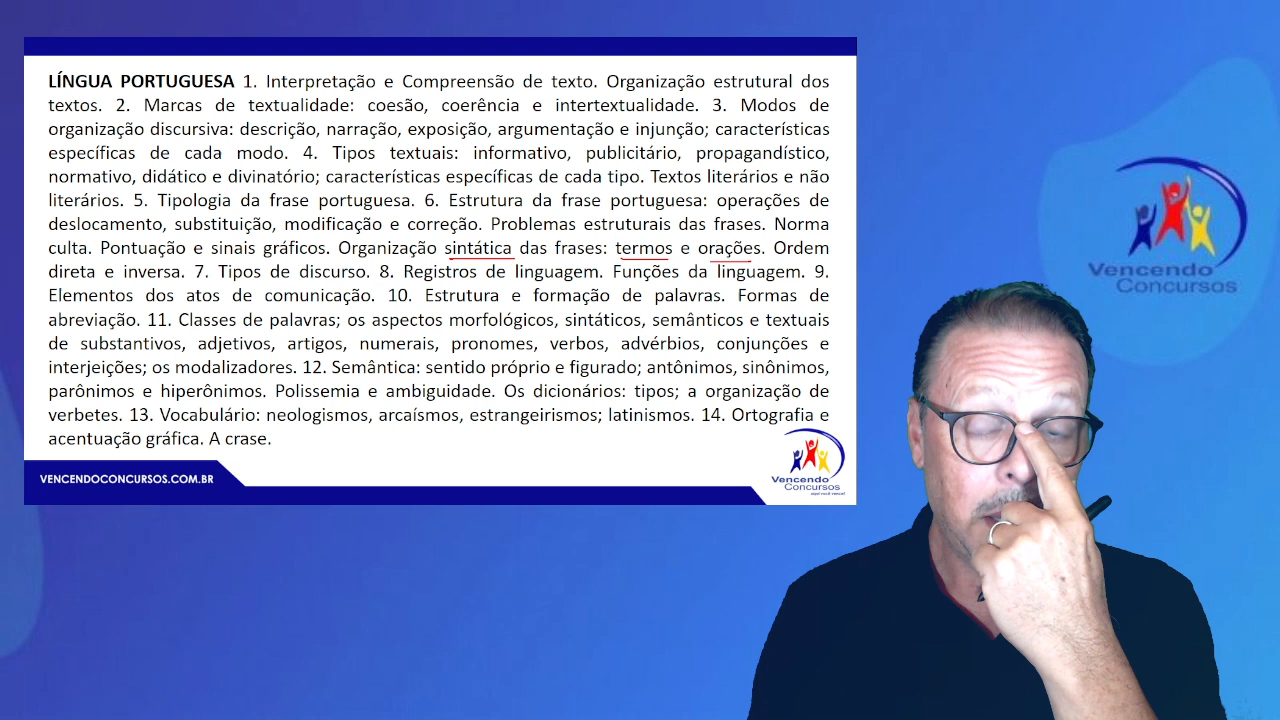 LÍNGUA PORTUGUESA 1. Interpretação e Compreensão de texto. Organização estrutural dos
textos. 2. Marcas de textualidade: coesão, coerência e intertextualidade. 3. Modos de
organização discursiva: descrição, narração, exposição, argumentação e injunção; características
específicas de cada modo. 4. Tipos textuais: informativo, publicitário, propagandístico,
normativo, didático e divinatório; características específicas de cada tipo. Textos literários e não
literários. 5. Tipologia da frase portuguesa. 6. Estrutura da frase portuguesa: operações de
deslocamento, substituição, modificação e correção. Problemas estruturais das frases. Norma
culta. Pontuação e sinais gráficos. Organização sintática das frases: termos e orações. Ordem
direta e inversa. 7. Tipos de discurso. 8. Registros de linguagem. Funções da linguagem. 9.
Elementos dos atos de comunicação. 10. Estrutura e formação de palavras. Formas de
abreviação. 11. Classes de palavras; os aspectos morfológicos, sintáticos, semânticos e textuais
de substantivos, adjetivos, artigos, numerais, pronomes, verbos, advérbios, conjunções e
interjeições; os modalizadores. 12. Semântica: sentido próprio e figurado; antônimos, sinônimos,
parônimos e hiperônimos. Polissemia e ambiguidade. Os dicionários: tipos; a organização de
verbetes. 13. Vocabulário: neologismos, arcaísmos, estrangeirismos; latinismos. 14. Ortografia e
acentuação gráfica. A crase.
VENCENDOCONCURSOS.COM.BR
Vencendo
Concursos
aqui você vence!
Vencendo
Concursos